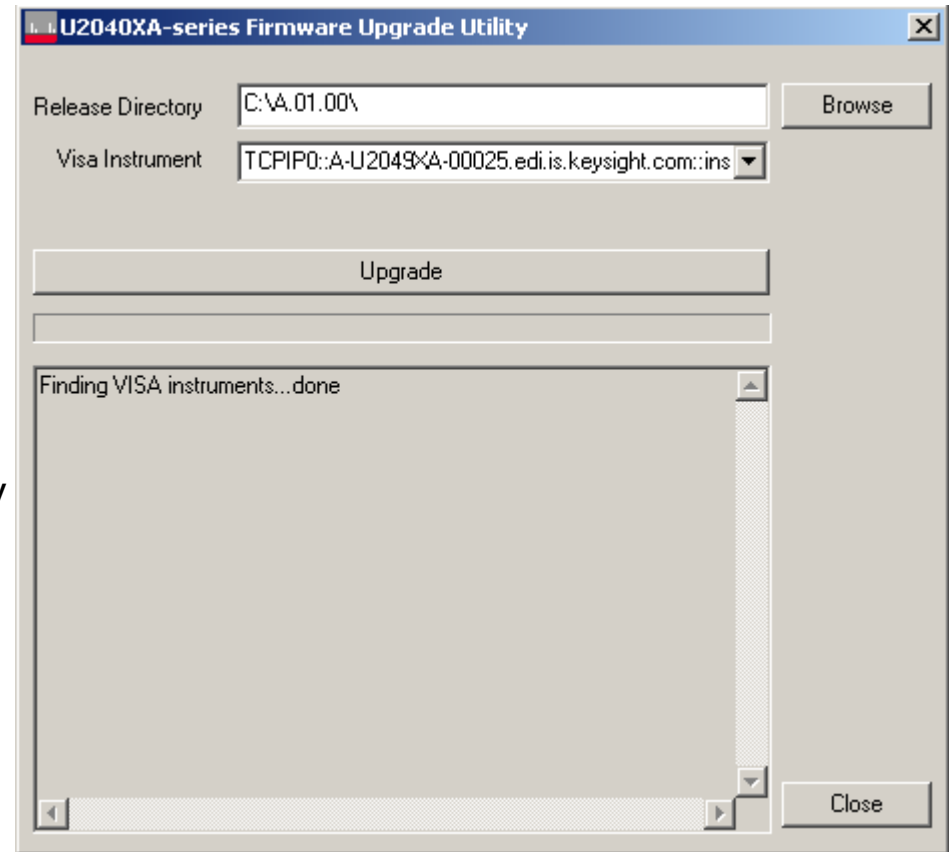 U2040XA-series Firmware Upgrade Utility
Release Directory C:\A.01.00\ Browse
Visa Instrument TCPIP0::A-U2049XA-00025.edi.is.keysight.com::ins
Upgrade
Finding VISA instruments...done
y
Close